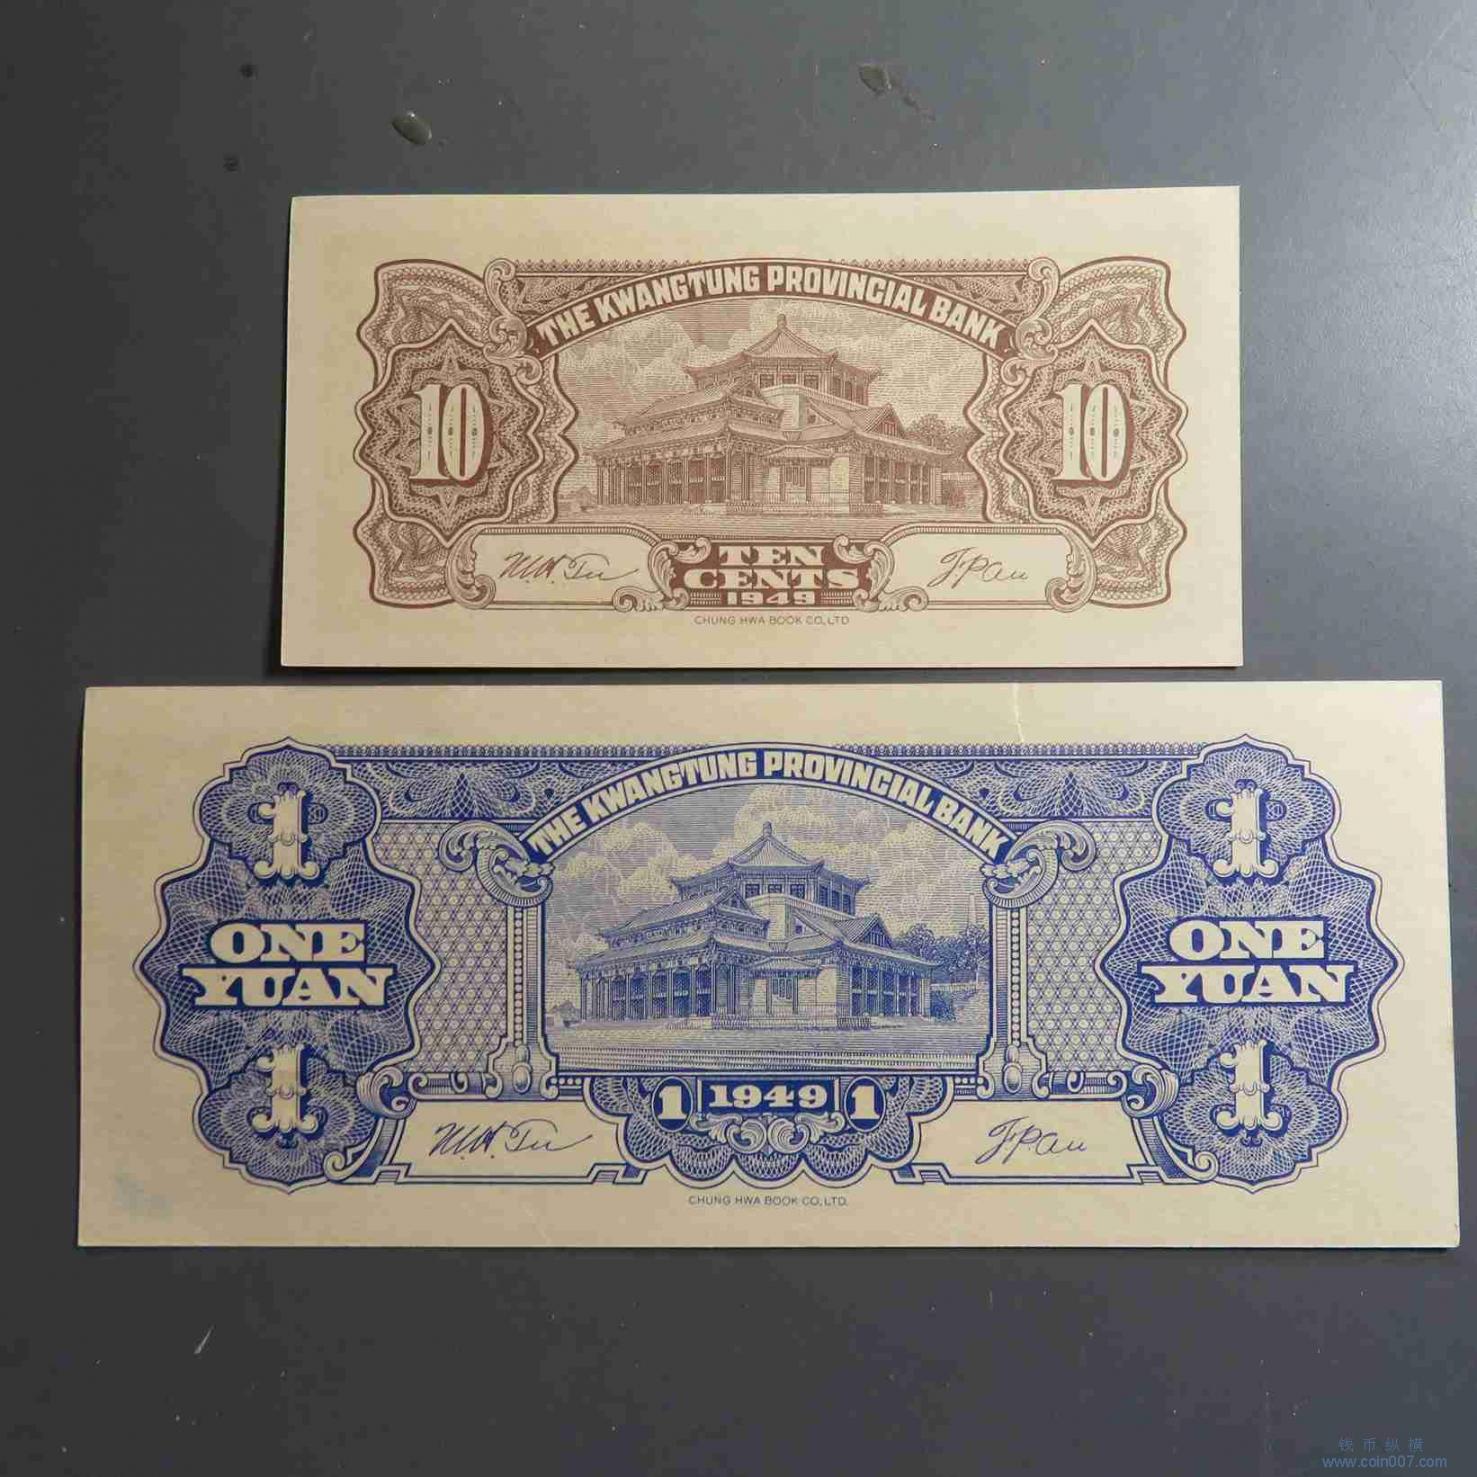 THE KWANGTUNG PROVINCIAL BANK
10
10
TEN
CENTS
1949
CHUNG HWA BOOK CO., LTD
THE KWANGTUNG PROVINCIAL BANK
1
1
ONE
YUAN
ONE
YUAN
1
1
1 1949 1
CHUNG HWA BOOK CO., LTD.
钱币纵横
www.coin007.com